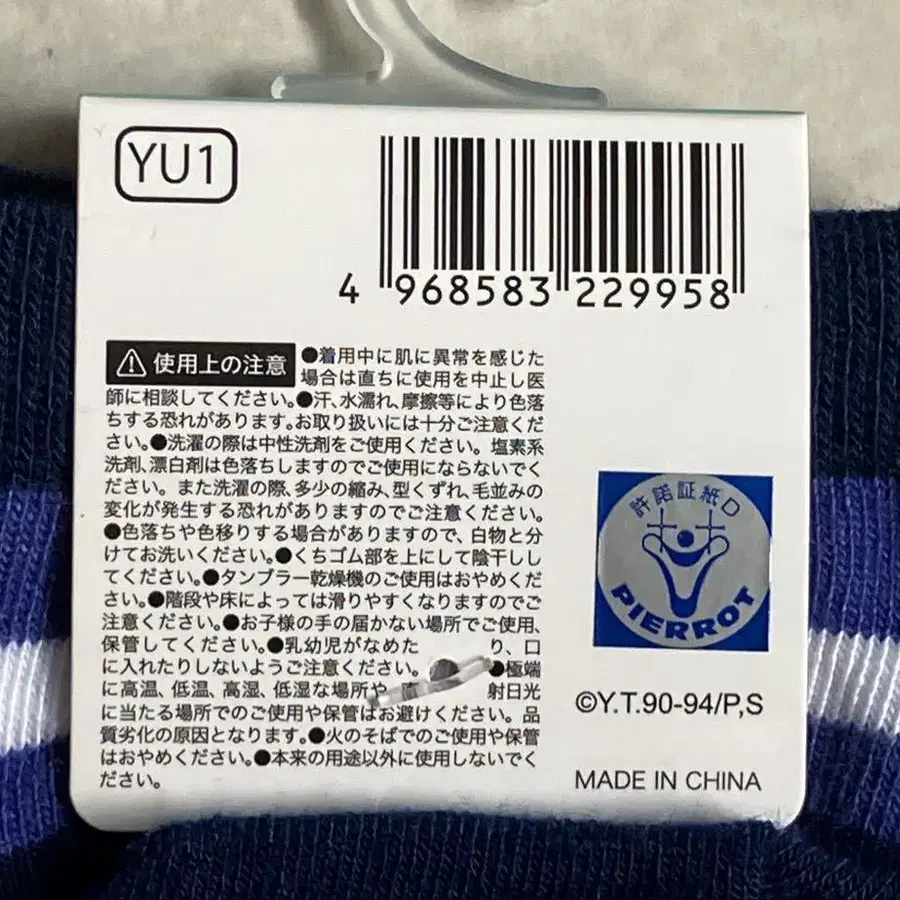 YU1
4 968583 229958
⚠使用上の注意 ●着用中に肌に異常を感じた
場合は直ちに使用を中止し医
師に相談してください。●汗、水濡れ、摩擦等により色落
ちする恐れがあります。お取り扱いには十分ご注意くだ
さい。●洗濯の際は中性洗剤をご使用ください。塩素系
洗剤、漂白剤は色落ちしますのでご使用にならないでく
ださい。また洗濯の際、多少の縮み、型くずれ、毛並みの
変化が発生する恐れがありますのでご注意ください。
●色落ちや色移りする場合がありますので、白物と分
けてお洗いください。●くちゴム部を上にして陰干しし
てください。●タンブラー乾燥機のご使用はおやめくだ
さい。●階段や床によっては滑りやすくなりますのでご
注意ください。●お子様の手の届かない場所でご使用、
保管してください。●乳幼児がなめた り、口
に入れたりしないようご注意ください。 ●極端
に高温、低温、高湿、低湿な場所や 直 射日光
に当たる場所でのご使用や保管はお避けください。品
質劣化の原因となります。●火のそばでのご使用や保管
はおやめください。●本来の用途以外に使用しないでく
ださい。
許諾証紙D
PIERROT
©Y.T.90-94/P,S
MADE IN CHINA